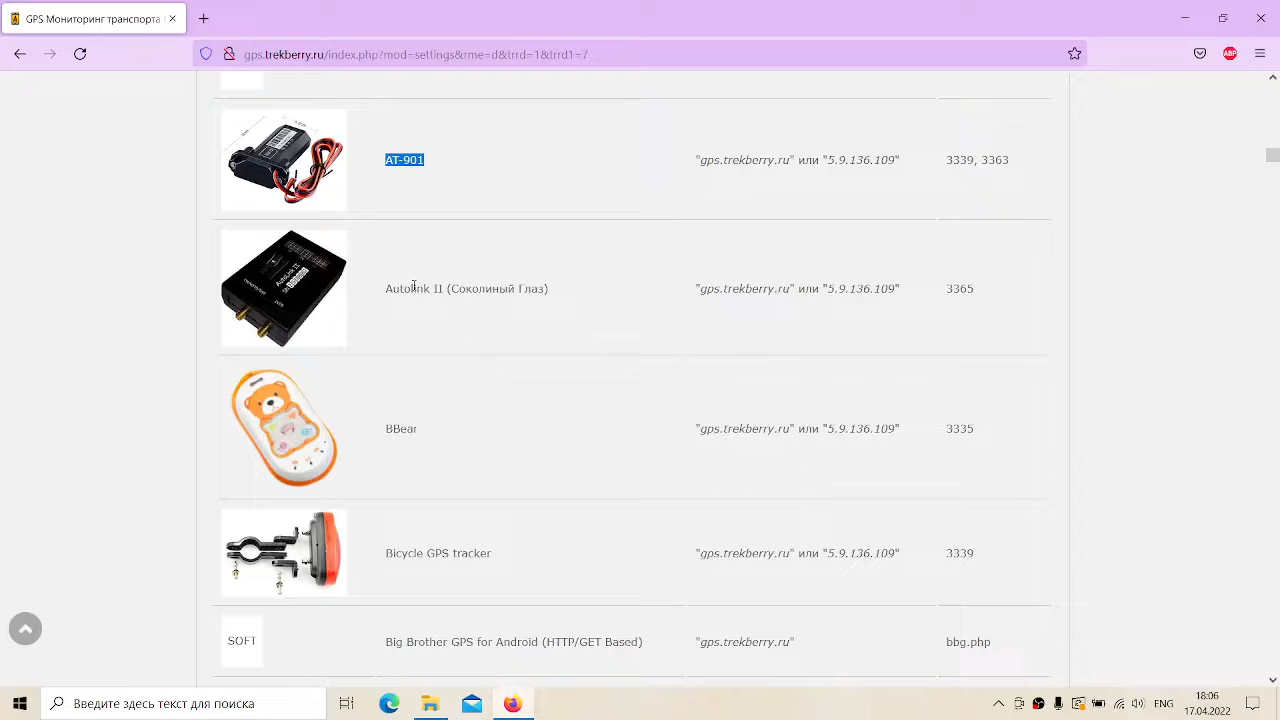 GPS Мониторинг транспорта
gps.trekberry.ru/index.php?mod=settings&rme=d&trrd=1&trrd1=7
ABP
AT-901
"gps.trekberry.ru" или "5.9.136.109"
3339, 3363
AutoLink II
Autolink II (Соколиный Глаз)
"gps.trekberry.ru" или "5.9.136.109"
3365
BBear
"gps.trekberry.ru" или "5.9.136.109"
3335
Bicycle GPS tracker
"gps.trekberry.ru" или "5.9.136.109"
3339
SOFT
Big Brother GPS for Android (HTTP/GET Based)
"gps.trekberry.ru"
bbg.php
Введите здесь текст для поиска
ENG
18:06
17.04.2022